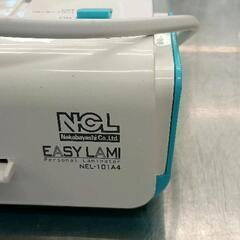 NCL
Nakabayashi Co.,Ltd.
EASY LAMI
Personal Laminator
NEL-101A4